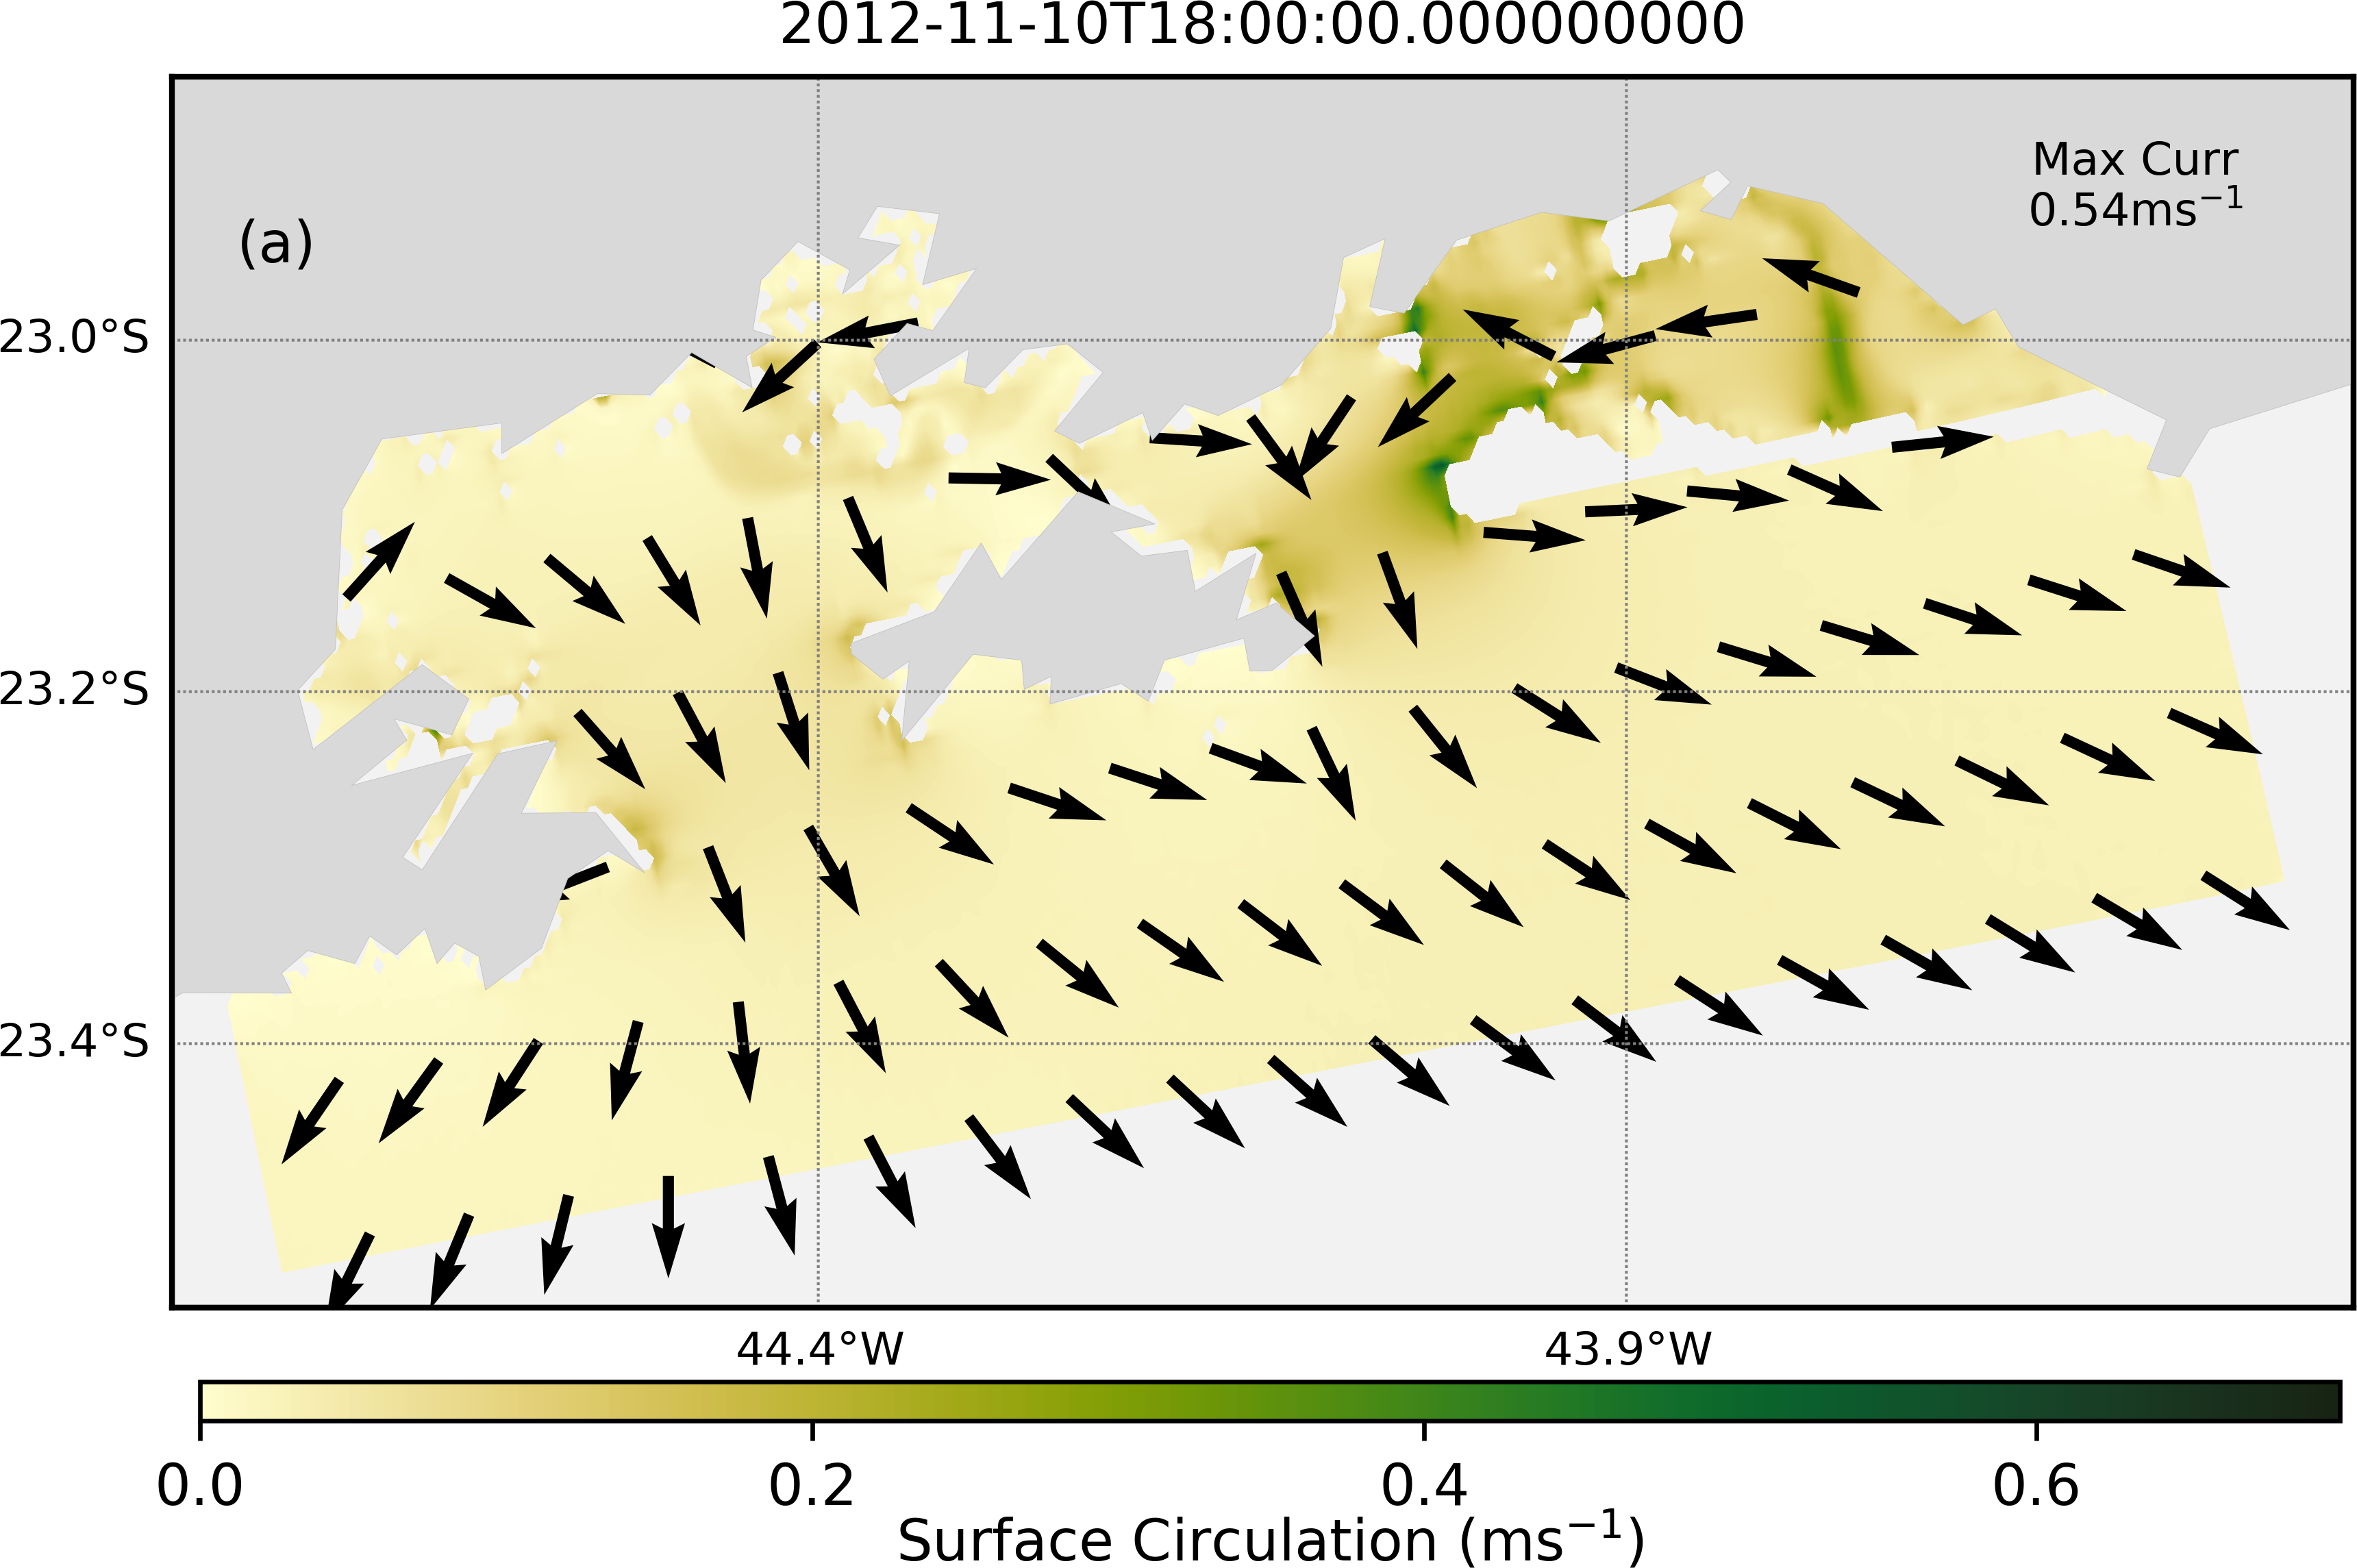 2012-11-10T18:00:00.000000000
Max Curr
0.54ms⁻¹
(a)
23.0°S
23.2°S
23.4°S
44.4°W 43.9°W
0.0 0.2 0.4 0.6
Surface Circulation (ms⁻¹)